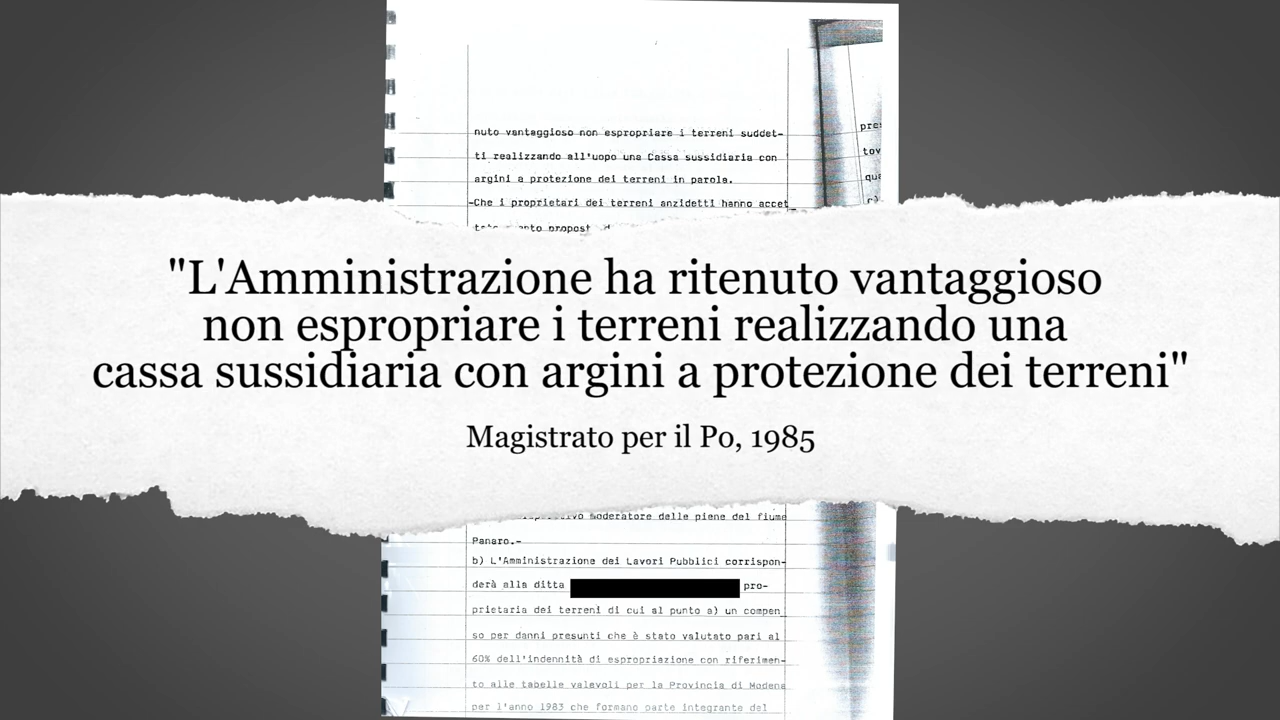 nuto vantaggioso non espropriare i terreni suddet-
ti realizzando all'uopo una Cassa sussidiaria con
argini a protezione dei terreni in parola.
-Che i proprietari dei terreni anzidetti hanno accet
pre
tov
qua
"L'Amministrazione ha ritenuto vantaggioso
non espropriare i terreni realizzando una
cassa sussidiaria con argini a protezione dei terreni"
Magistrato per il Po, 1985
moderatore delle piene del fiume
Panaro.-
b) L'Amministrazione dei Lavori Pubblici corrispon-
derà alla ditta pro-
prietaria dei terreni di cui al punto a) un compen
so per danni presunti che è stato valutato pari al
60% dell'indennità di espropriazione con riferimen-
to alle tabelle valevoli per la Provincia di Modena
per l'anno 1983 che formano parte integrante del